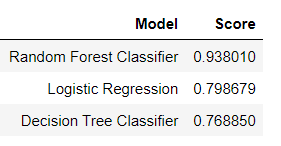 Model Score
Random Forest Classifier 0.938010
Logistic Regression 0.798679
Decision Tree Classifier 0.768850